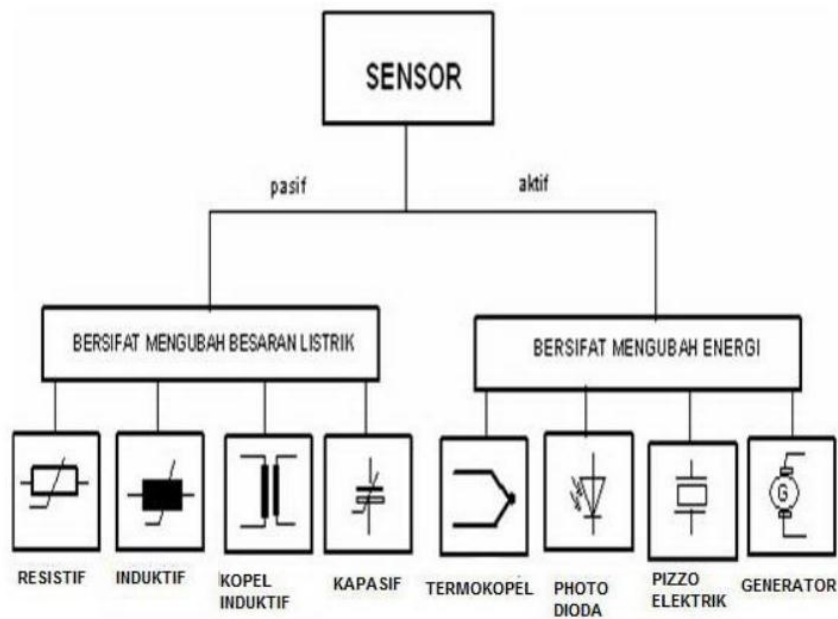 SENSOR
pasif
aktif
BERSIFAT MENGUBAH BESARAN LISTRIK
BERSIFAT MENGUBAH ENERGI
RESISTIF
INDUKTIF
KOPEL
INDUKTIF
KAPASIF
TERMOKOPEL
PHOTO
DIODA
PIZZO
ELEKTRIK
G
GENERATOR